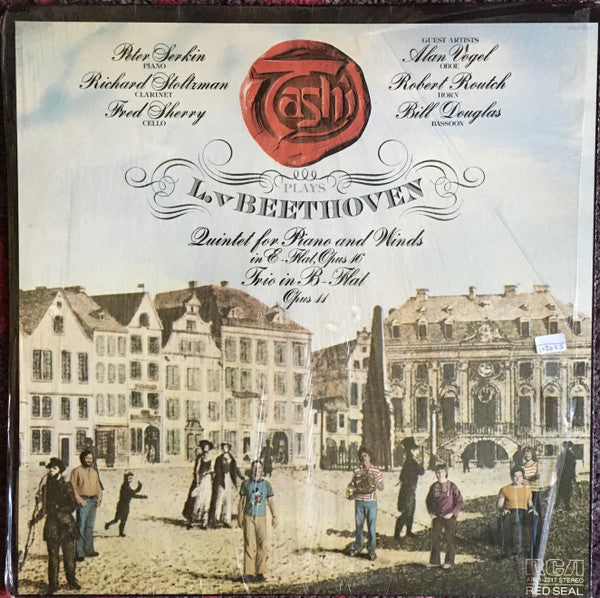 Peter Serkin
PIANO
Richard Stoltzman
CLARINET
Fred Sherry
CELLO
Tashi
GUEST ARTISTS
Alan Vogel
OBOE
Robert Routch
HORN
Bill Douglas
BASSOON
PLAYS
L.v BEETHOVEN
Quintet for Piano and Winds
in E-Flat, Opus 16
Trio in B-Flat
Opus 11
RCA
STEREO
RED SEAL